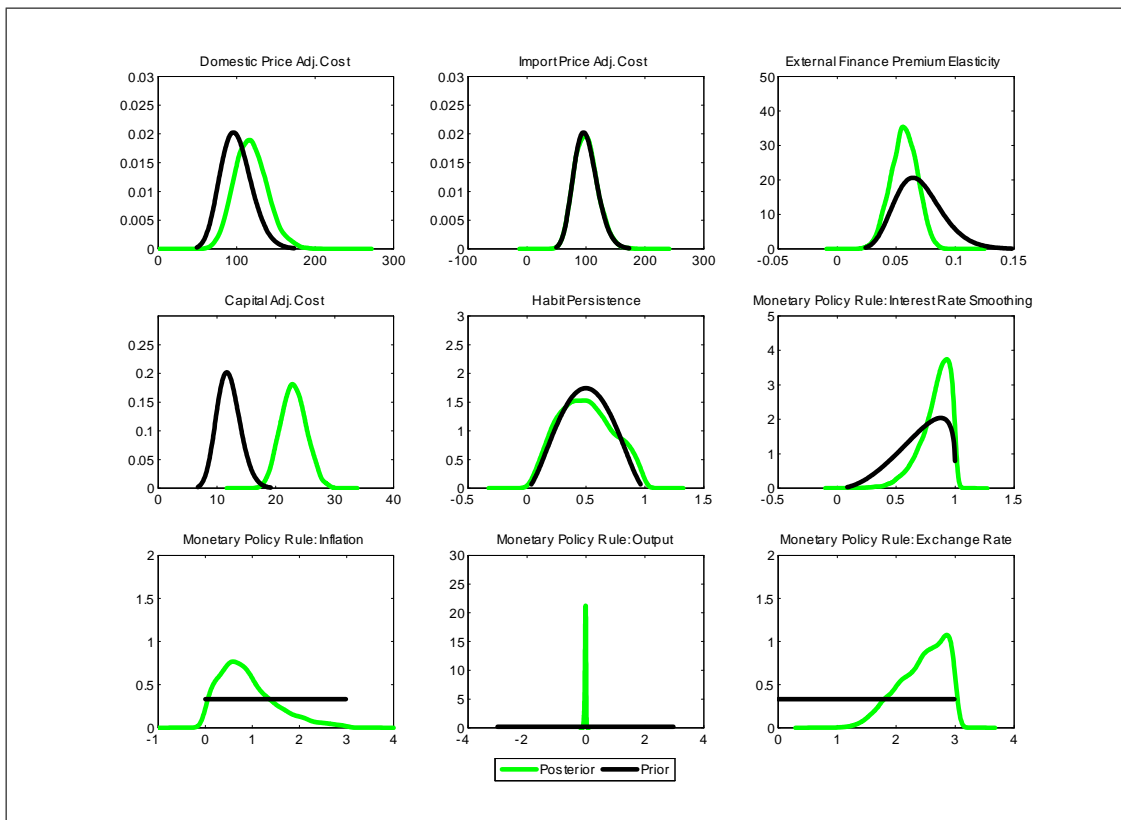 Domestic Price Adj. Cost
Import Price Adj. Cost
External Finance Premium Elasticity
0.03
0.025
0.02
0.015
0.01
0.005
0
0 100 200 300
0.03
0.025
0.02
0.015
0.01
0.005
0
-100 0 100 200 300
50
40
30
20
10
0
-0.05 0 0.05 0.1 0.15
Capital Adj. Cost
Habit Persistence
Monetary Policy Rule: Interest Rate Smoothing
0.25
0.2
0.15
0.1
0.05
0
0 10 20 30 40
3
2.5
2
1.5
1
0.5
0
-0.5 0 0.5 1 1.5
5
4
3
2
1
0
-0.5 0 0.5 1 1.5
Monetary Policy Rule: Inflation
Monetary Policy Rule: Output
Monetary Policy Rule: Exchange Rate
2
1.5
1
0.5
0
-1 0 1 2 3 4
30
25
20
15
10
5
0
-4 -2 0 2 4
2
1.5
1
0.5
0
0 1 2 3 4
Posterior Prior